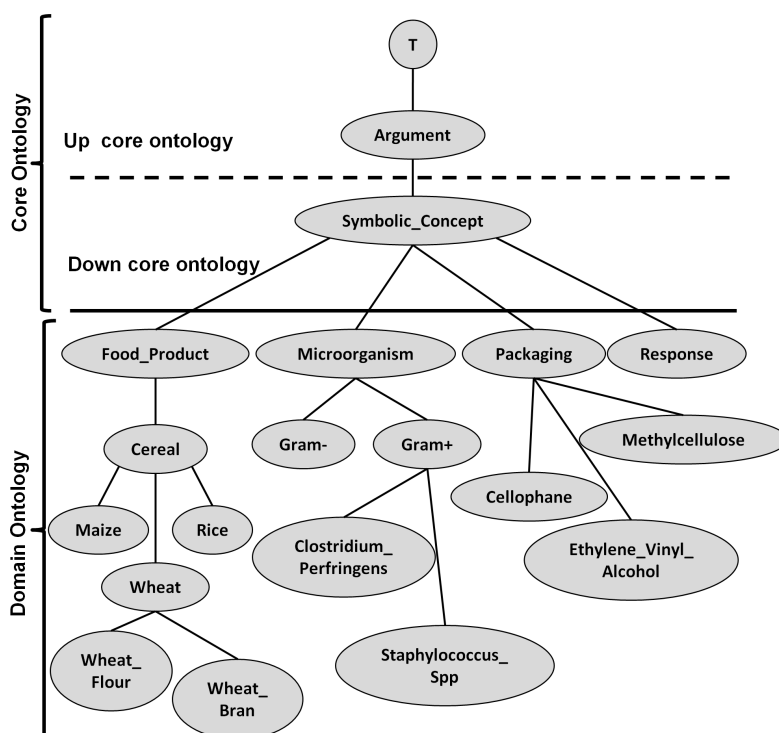 T
Core Ontology
Up core ontology
Argument
Symbolic_Concept
Down core ontology
Domain Ontology
Food_Product
Microorganism
Packaging
Response
Cereal
Gram-
Gram+
Methylcellulose
Maize
Rice
Cellophane
Clostridium_
Perfringens
Ethylene_Vinyl_
Alcohol
Wheat
Wheat_
Flour
Wheat_
Bran
Staphylococcus_
Spp